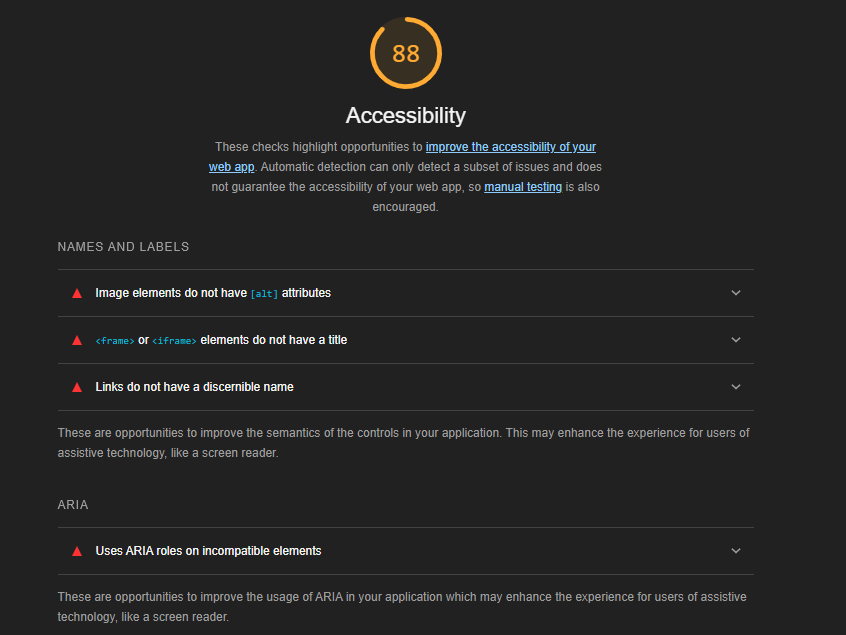 88
Accessibility
These checks highlight opportunities to improve the accessibility of your
web app. Automatic detection can only detect a subset of issues and does
not guarantee the accessibility of your web app, so manual testing is also
encouraged.
NAMES AND LABELS
Image elements do not have [alt] attributes
<frame> or <iframe> elements do not have a title
Links do not have a discernible name
These are opportunities to improve the semantics of the controls in your application. This may enhance the experience for users of
assistive technology, like a screen reader.
ARIA
Uses ARIA roles on incompatible elements
These are opportunities to improve the usage of ARIA in your application which may enhance the experience for users of assistive
technology, like a screen reader.